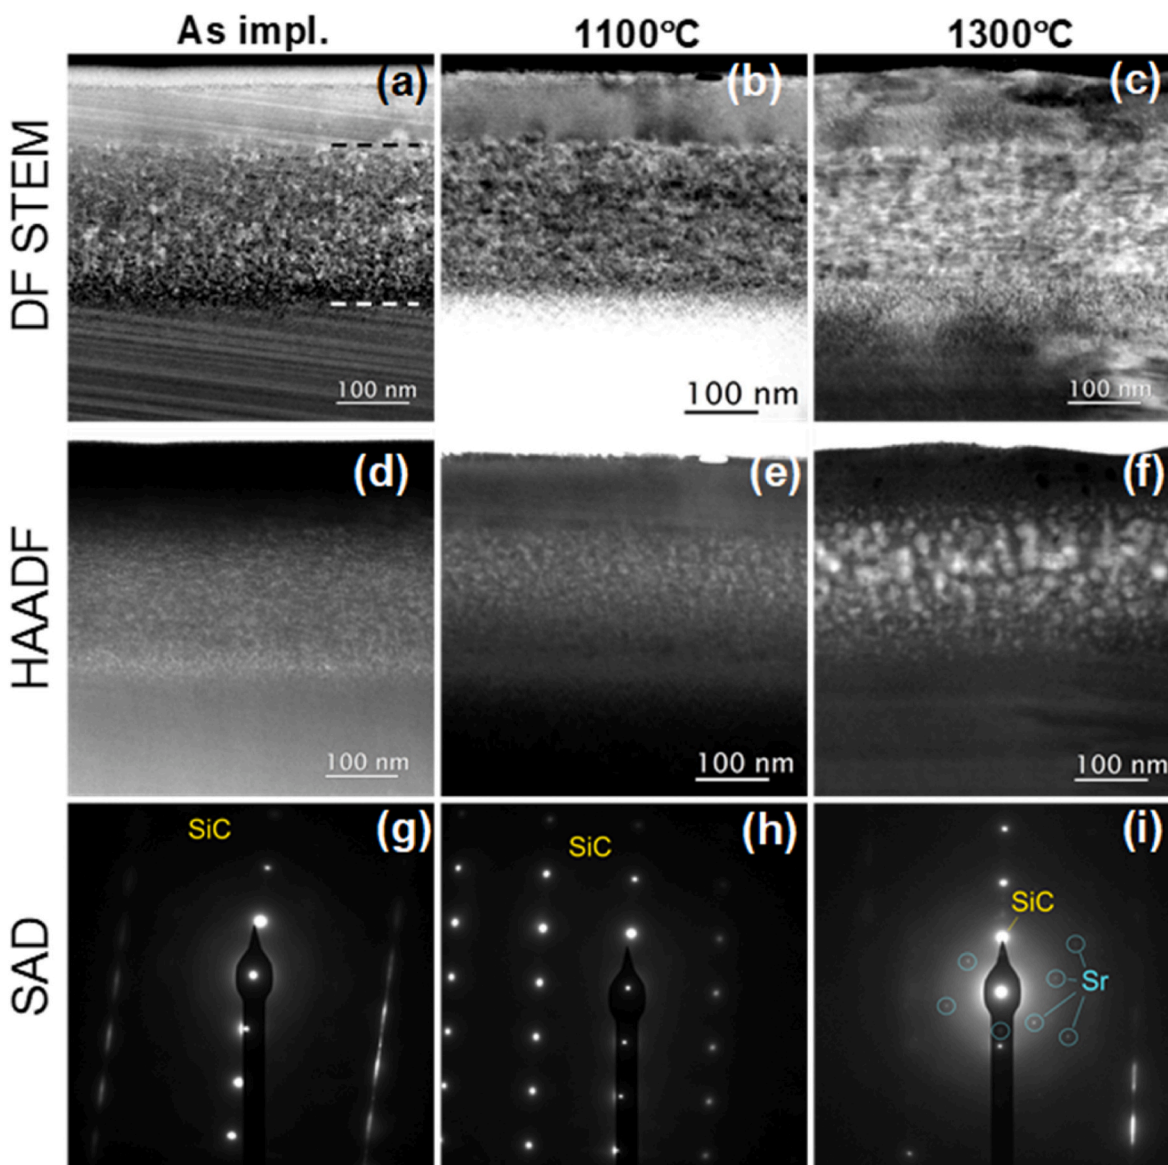 As impl. 1100°C 1300°C
DF STEM
(a) (b) (c)
100 nm 100 nm 100 nm
HAADF
(d) (e) (f)
100 nm 100 nm 100 nm
SAD
SiC (g) SiC (h) (i)
SiC
Sr